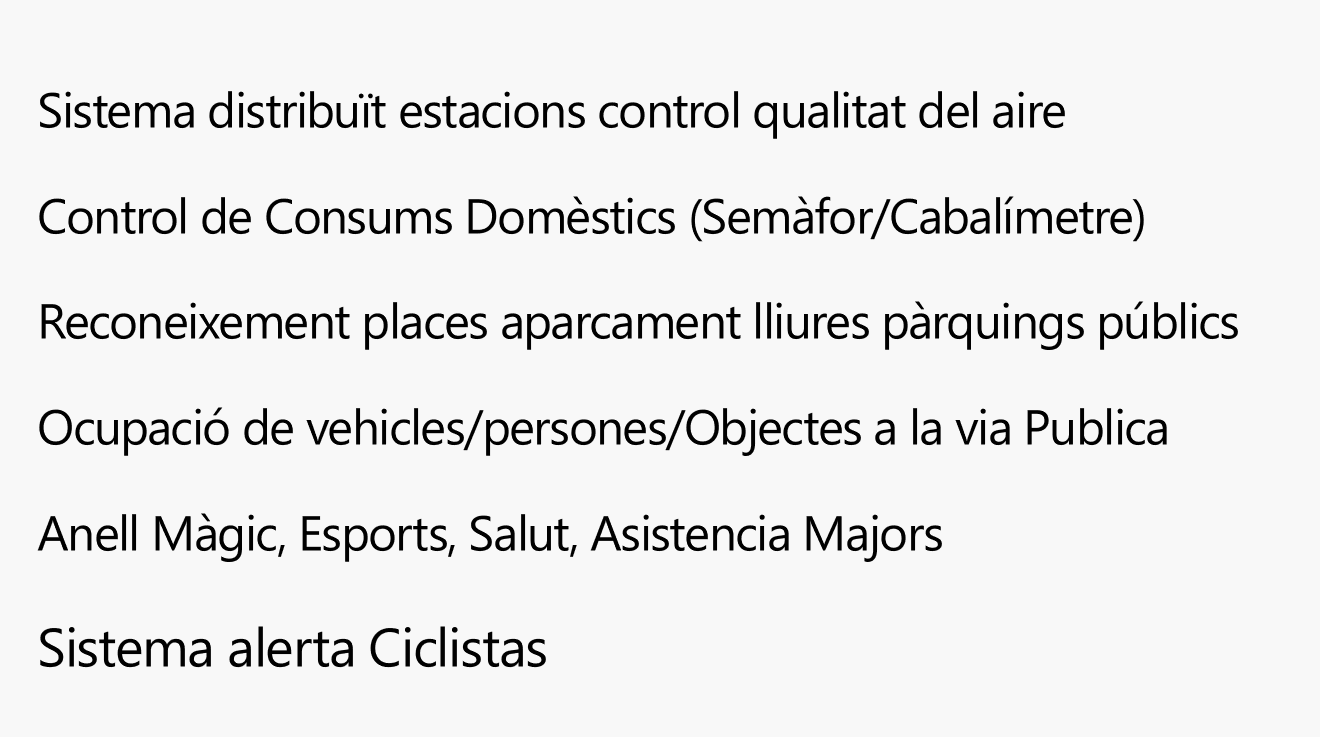 Sistema distribuït estacions control qualitat del aire
Control de Consums Domèstics (Semàfor/Cabalímetre)
Reconeixement places aparcament lliures pàrquings públics
Ocupació de vehicles/persones/Objectes a la via Publica
Anell Màgic, Esports, Salut, Asistencia Majors
Sistema alerta Ciclistas